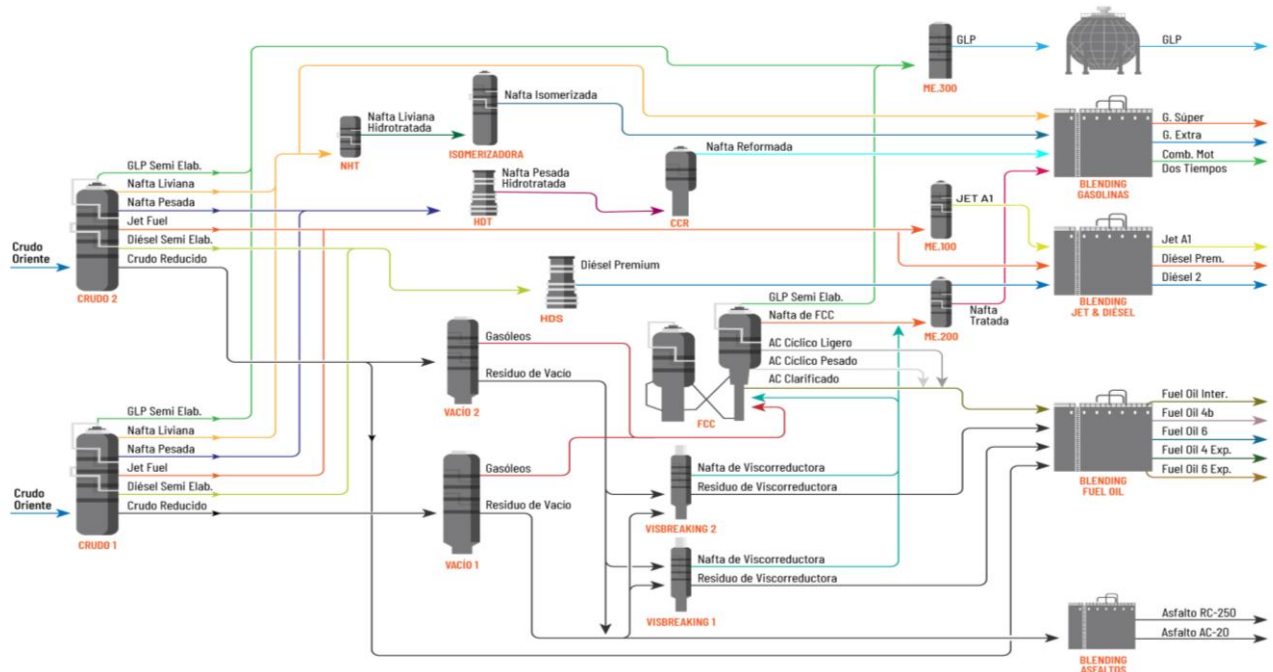 GLP
GLP
ME.300
Nafta Liviana
Hidrotratada
Nafta Isomerizada
NHT
ISOMERIZADORA
Nafta Reformada
G. Súper
G. Extra
Comb. Mot
Dos Tiempos
BLENDING
GASOLINAS
GLP Semi Elab.
Nafta Liviana
Nafta Pesada
Jet Fuel
Diésel Semi Elab.
Crudo Reducido
Crudo
Oriente
CRUDO 2
Nafta Pesada
Hidrotratada
HDT
CCR
JET A1
ME.100
Jet A1
Diésel Prem.
Diésel 2
BLENDING
JET & DIÉSEL
Diésel Premium
HDS
GLP Semi Elab.
Nafta de FCC
AC Cíclico Ligero
AC Cíclico Pesado
AC Clarificado
FCC
ME.200
Nafta
Tratada
Gasóleos
Residuo de Vacío
VACÍO 2
Fuel Oil Inter.
Fuel Oil 4b
Fuel Oil 6
Fuel Oil 4 Exp.
Fuel Oil 6 Exp.
BLENDING
FUEL OIL
GLP Semi Elab.
Nafta Liviana
Nafta Pesada
Jet Fuel
Diésel Semi Elab.
Crudo Reducido
Crudo
Oriente
CRUDO 1
Gasóleos
Residuo de Vacío
VACÍO 1
Nafta de Viscorreductora
Residuo de Viscorreductora
VISBREAKING 2
Nafta de Viscorreductora
Residuo de Viscorreductora
VISBREAKING 1
Asfalto RC-250
Asfalto AC-20
BLENDING
ASFALTOS